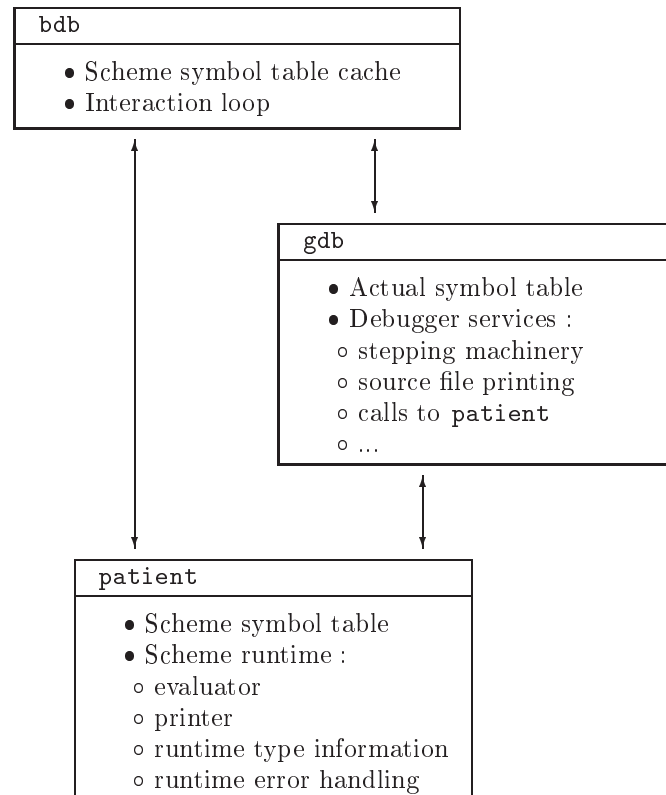 bdb
• Scheme symbol table cache
• Interaction loop
gdb
• Actual symbol table
• Debugger services :
◦ stepping machinery
◦ source file printing
◦ calls to patient
◦ ...
patient
• Scheme symbol table
• Scheme runtime :
◦ evaluator
◦ printer
◦ runtime type information
◦ runtime error handling